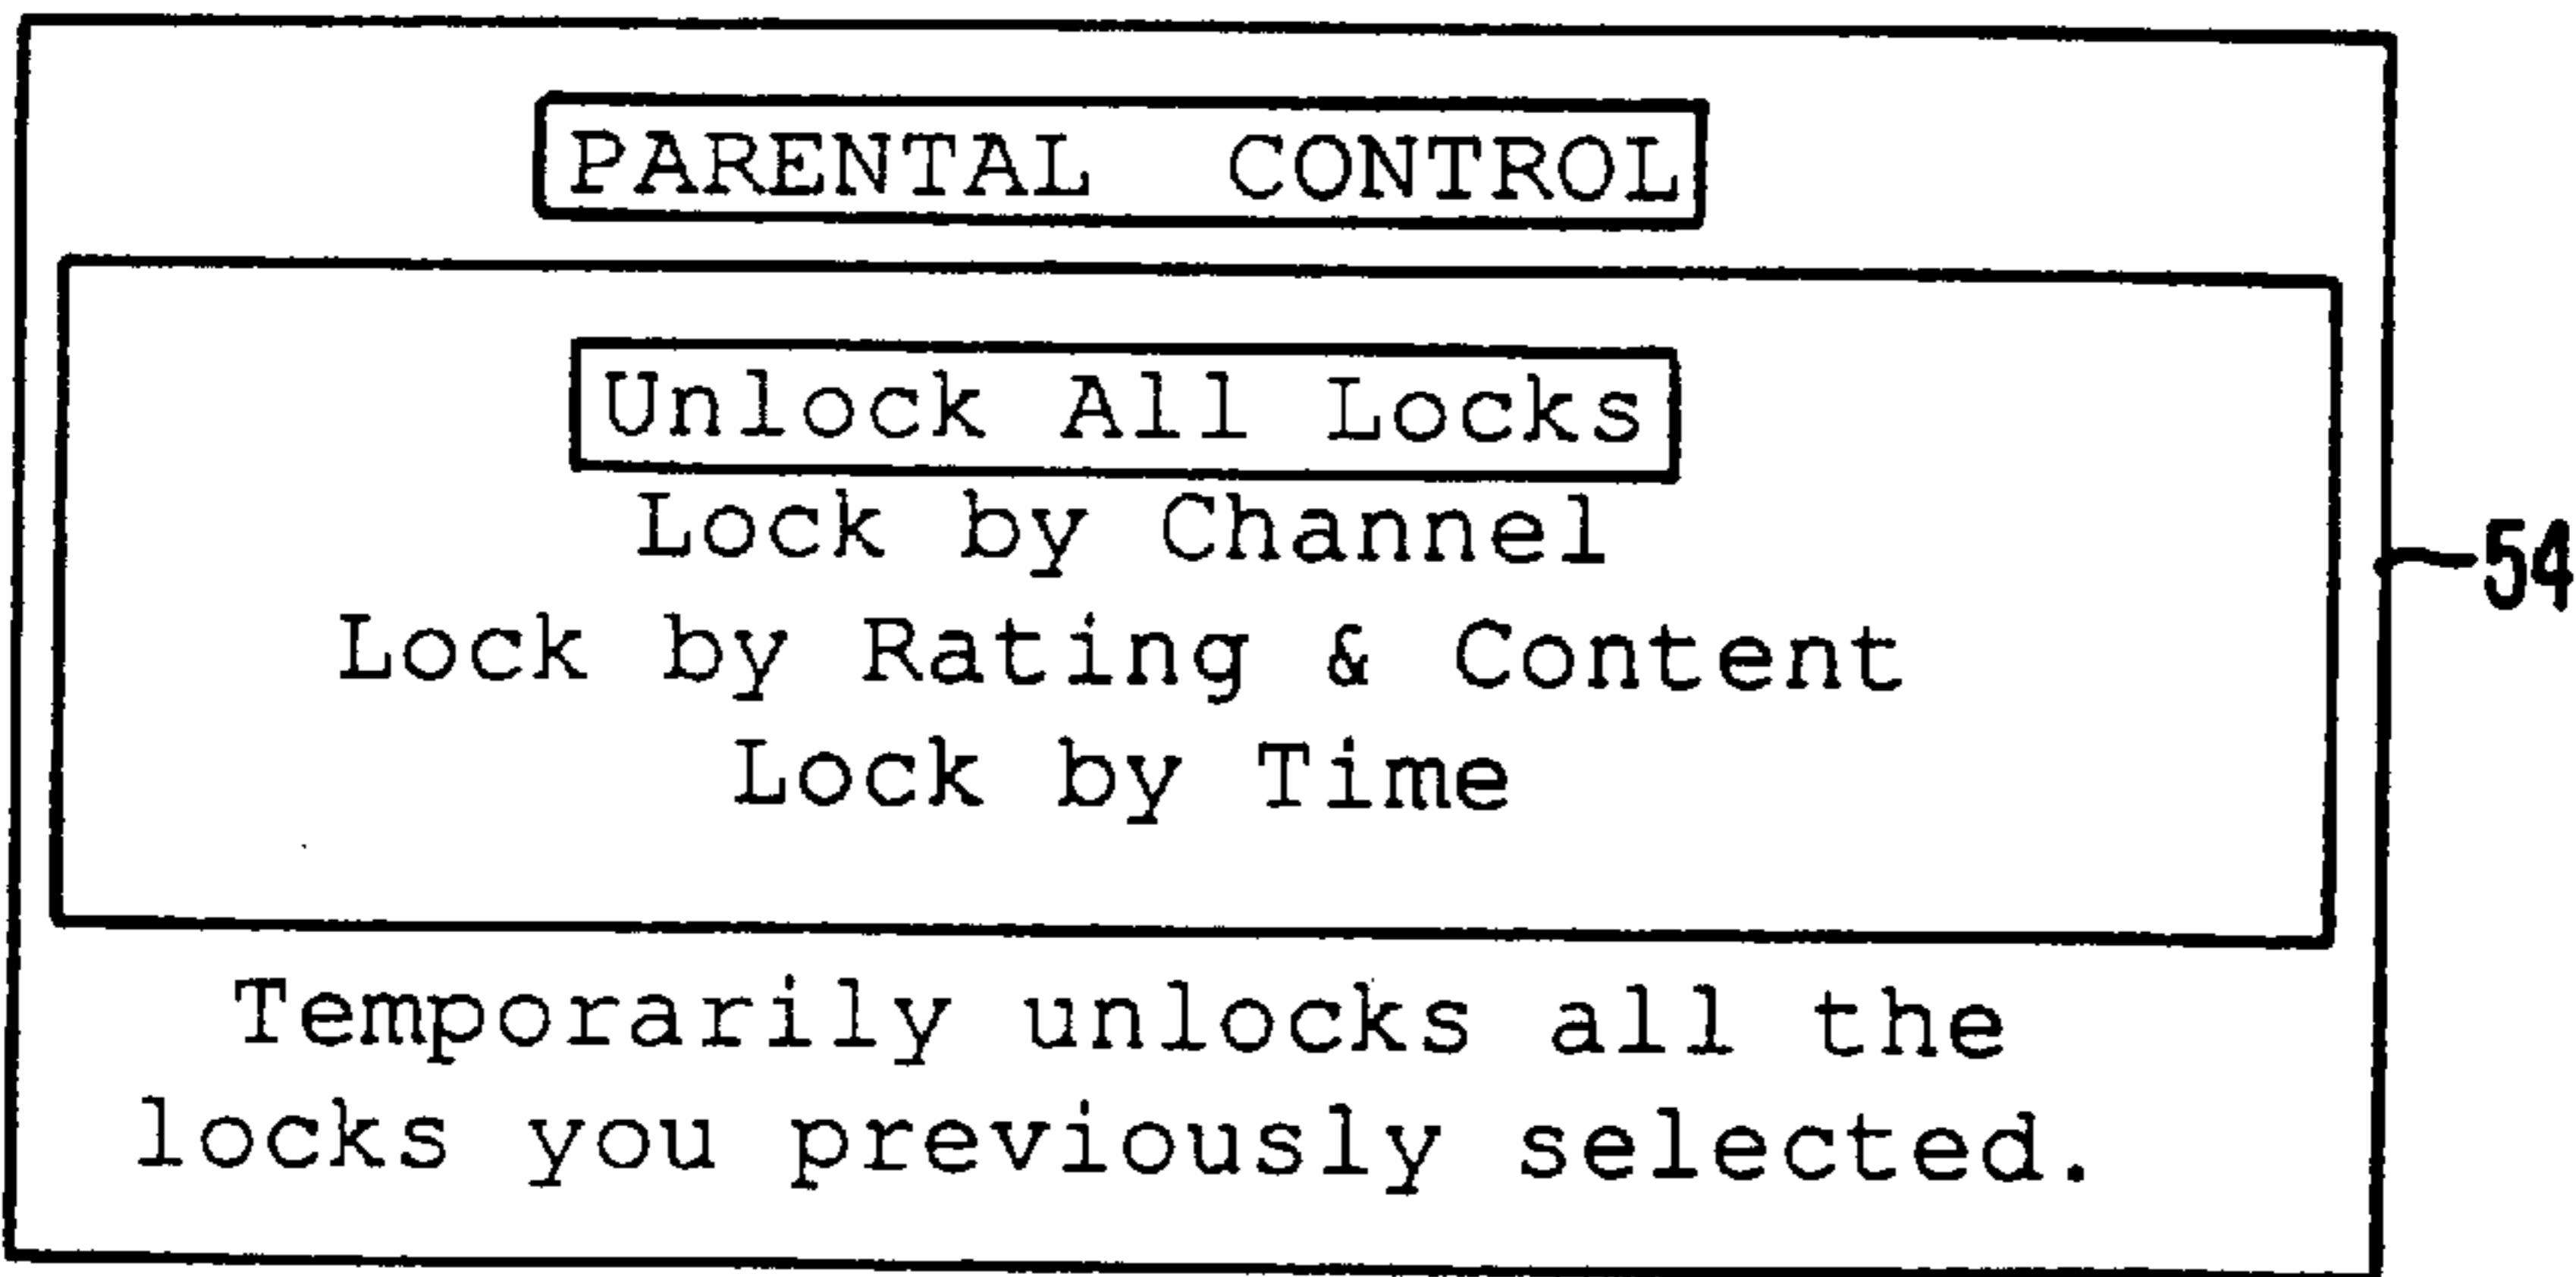 PARENTAL CONTROL
Unlock All Locks
Lock by Channel
Lock by Rating & Content
Lock by Time
54
Temporarily unlocks all the
locks you previously selected.